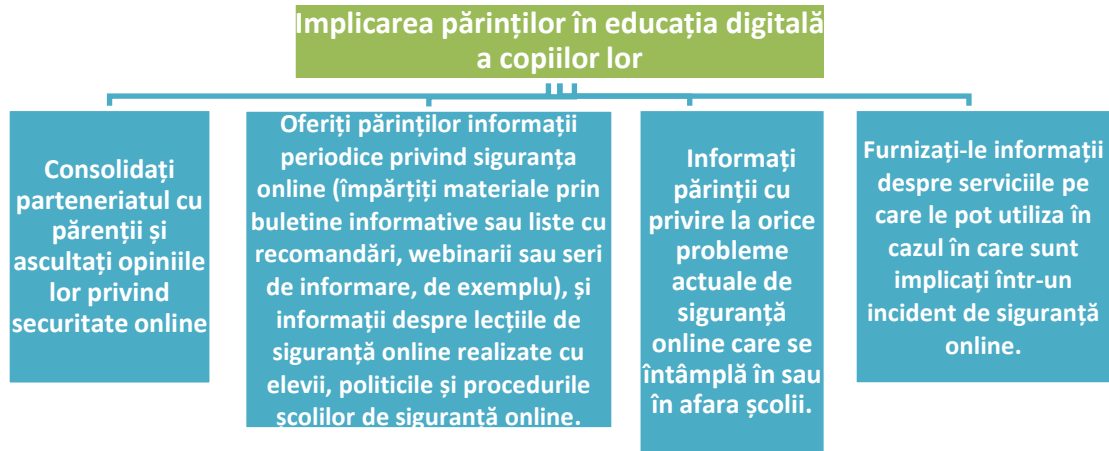 Implicarea părinților în educația digitală
a copiilor lor
Consolidați
parteneriatul cu
părenții și
ascultați opiniile
lor privind
securitate online
Oferiți părinților informații
periodice privind siguranța
online (împărțiți materiale prin
buletine informative sau liste cu
recomandări, webinarii sau seri
de informare, de exemplu), și
informații despre lecțiile de
siguranță online realizate cu
elevii, politicile și procedurile
școlilor de siguranță online.
Informați
părinții cu
privire la orice
probleme
actuale de
siguranță
online care se
întâmplă în sau
în afara școlii.
Furnizați-le informații
despre serviciile pe
care le pot utiliza în
cazul în care sunt
implicați într-un
incident de siguranță
online.